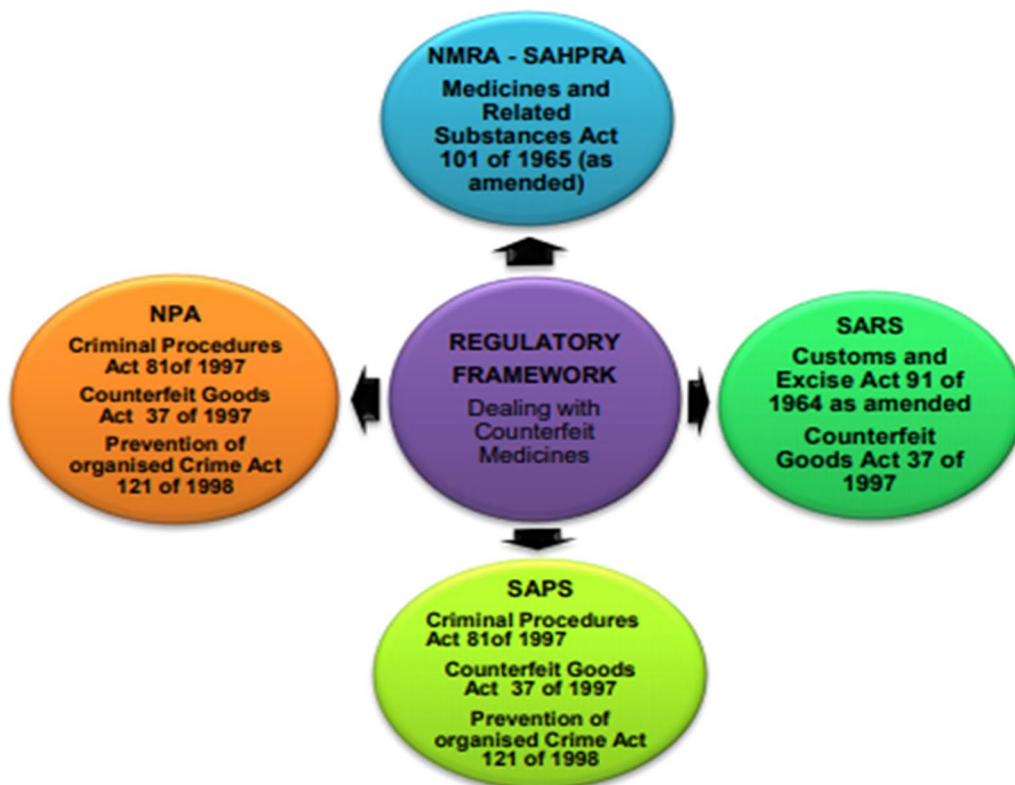 NMRA - SAHPRA
Medicines and
Related
Substances Act
101 of 1965 (as
amended)
NPA
Criminal Procedures
Act 81of 1997
Counterfeit Goods
Act 37 of 1997
Prevention of
organised Crime Act
121 of 1998
REGULATORY
FRAMEWORK
Dealing with
Counterfeit
Medicines
SARS
Customs and
Excise Act 91 of
1964 as amended
Counterfeit
Goods Act 37 of
1997
SAPS
Criminal Procedures
Act 81of 1997
Counterfeit Goods
Act 37 of 1997
Prevention of
organised Crime Act
121 of 1998